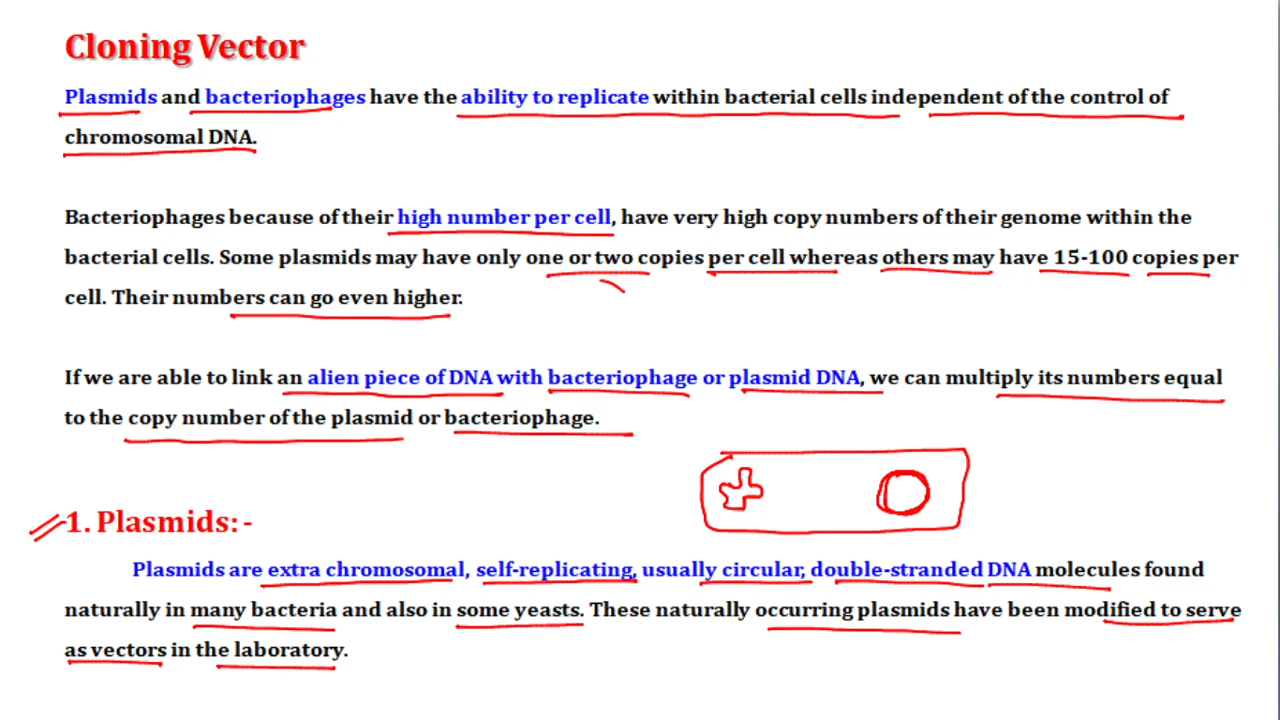 Cloning Vector
Plasmids and bacteriophages have the ability to replicate within bacterial cells independent of the control of
chromosomal DNA.
Bacteriophages because of their high number per cell, have very high copy numbers of their genome within the
bacterial cells. Some plasmids may have only one or two copies per cell whereas others may have 15-100 copies per
cell. Their numbers can go even higher.
If we are able to link an alien piece of DNA with bacteriophage or plasmid DNA, we can multiply its numbers equal
to the copy number of the plasmid or bacteriophage.
1. Plasmids: -
Plasmids are extra chromosomal, self-replicating, usually circular, double-stranded DNA molecules found
naturally in many bacteria and also in some yeasts. These naturally occurring plasmids have been modified to serve
as vectors in the laboratory.